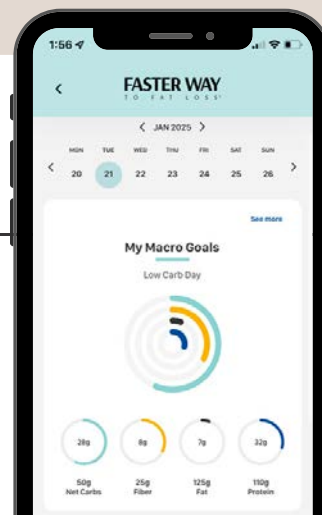 1:56
FASTER WAY
TO FAT LOSS
< JAN 2025 >
MON TUE WED THU FRI SAT SUN
< 20 21 22 23 24 25 26 >
See more
My Macro Goals
Low Carb Day
28g 8g 7g 32g
50g 25g 125g 110g
Net Carbs Fiber Fat Protein